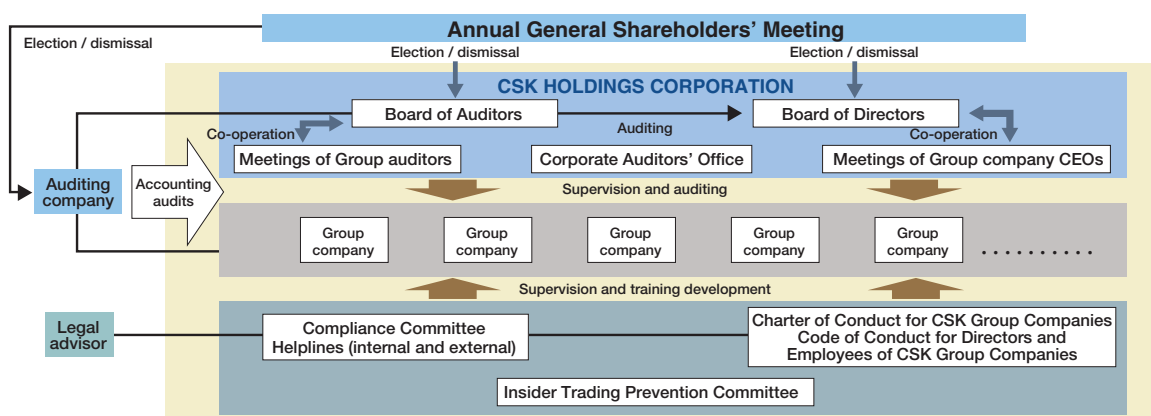 Annual General Shareholders’ Meeting
Election / dismissal
Election / dismissal
Election / dismissal
CSK HOLDINGS CORPORATION
Board of Auditors
Auditing
Board of Directors
Co-operation
Co-operation
Meetings of Group auditors
Corporate Auditors’ Office
Meetings of Group company CEOs
Auditing
company
Accounting
audits
Supervision and auditing
Group
company
Group
company
Group
company
Group
company
Group
company
..........
Supervision and training development
Legal
advisor
Compliance Committee
Helplines (internal and external)
Charter of Conduct for CSK Group Companies
Code of Conduct for Directors and
Employees of CSK Group Companies
Insider Trading Prevention Committee